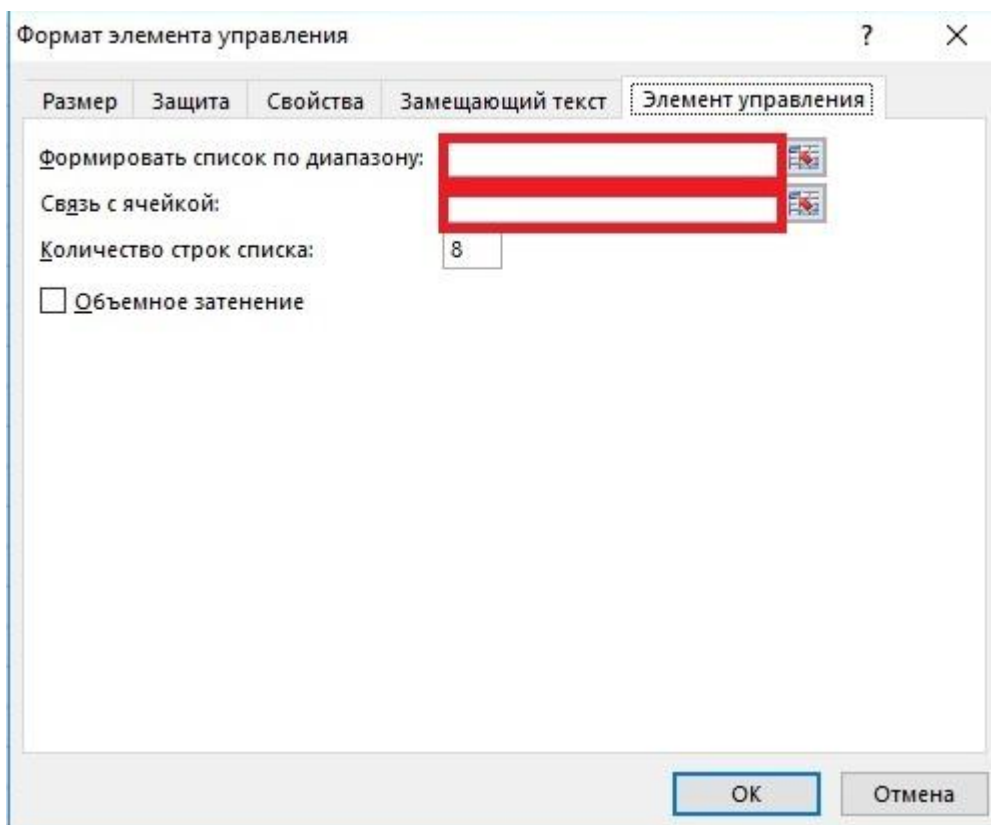 Формат элемента управления ?
Размер Защита Свойства Замещающий текст Элемент управления
Формировать список по диапазону:
Связь с ячейкой:
Количество строк списка: 8
Объемное затенение
ОК Отмена